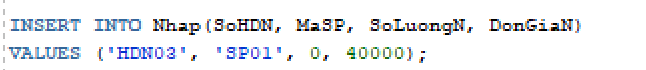 INSERT INTO Nhap(SoHDN, MaSP, SoLuongN, DonGiaN)
VALUES ('HDN03', 'SP01', 0, 40000);